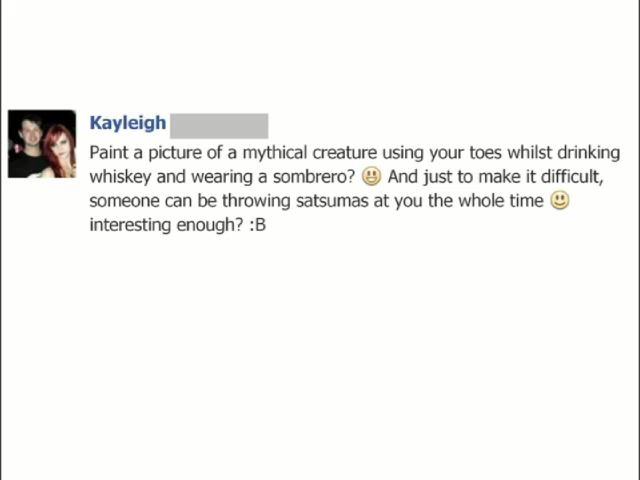 Kayleigh
Paint a picture of a mythical creature using your toes whilst drinking
whiskey and wearing a sombrero? 😃 And just to make it difficult,
someone can be throwing satsumas at you the whole time 🙂
interesting enough? :B